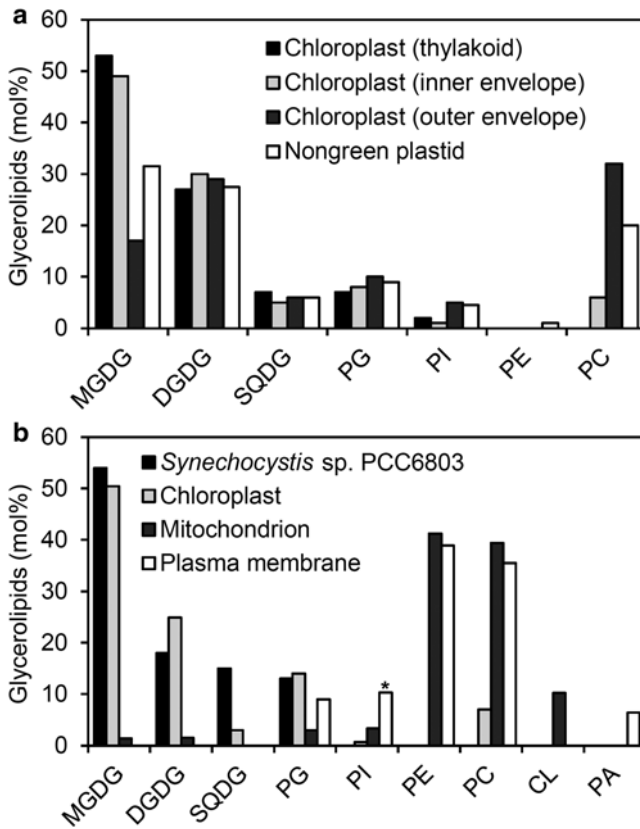 a
60
50
40
30
20
10
0
Glycerolipids (mol%)
Chloroplast (thylakoid)
Chloroplast (inner envelope)
Chloroplast (outer envelope)
Nongreen plastid
MGDG
DGDG
SQDG
PG
PI
PE
PC
b
60
50
40
30
20
10
0
Glycerolipids (mol%)
Synechocystis sp. PCC6803
Chloroplast
Mitochondrion
Plasma membrane
*
MGDG
DGDG
SQDG
PG
PI
PE
PC
CL
PA